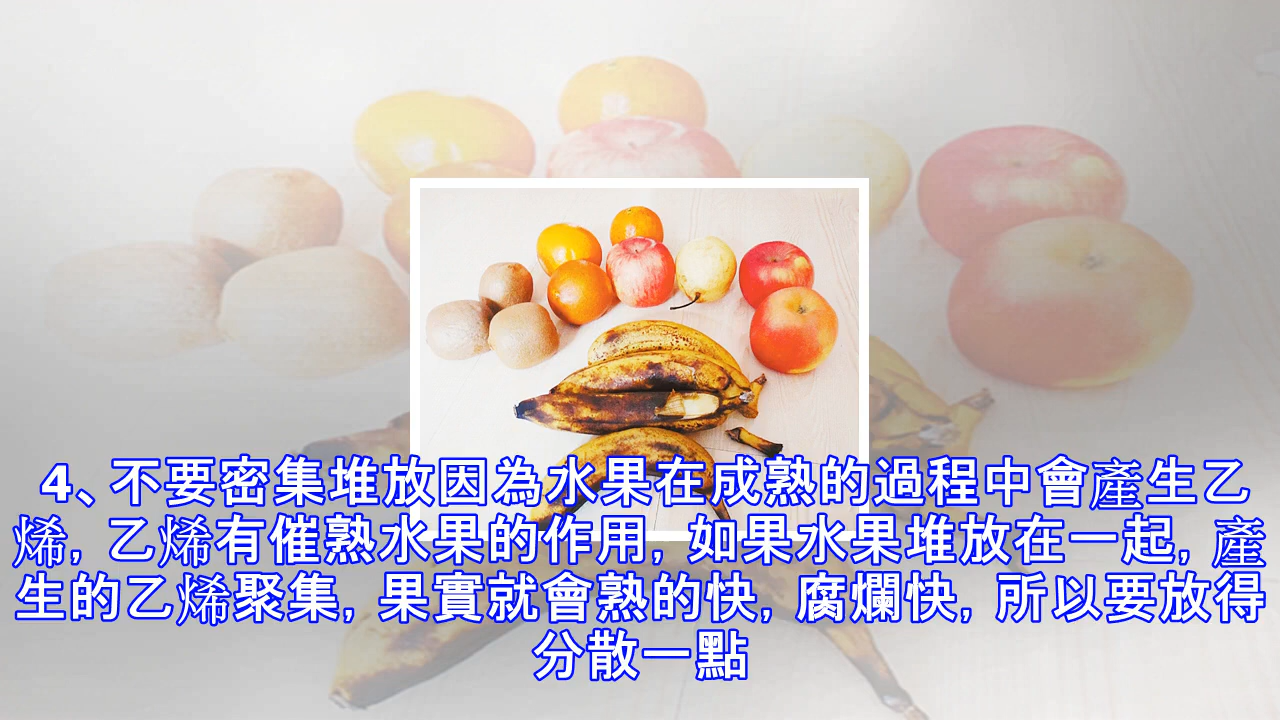 4、不要密集堆放因為水果在成熟的過程中會產生乙
烯, 乙烯有催熟水果的作用, 如果水果堆放在一起, 產
生的乙烯聚集, 果實就會熟的快, 腐爛快, 所以要放得
分散一點